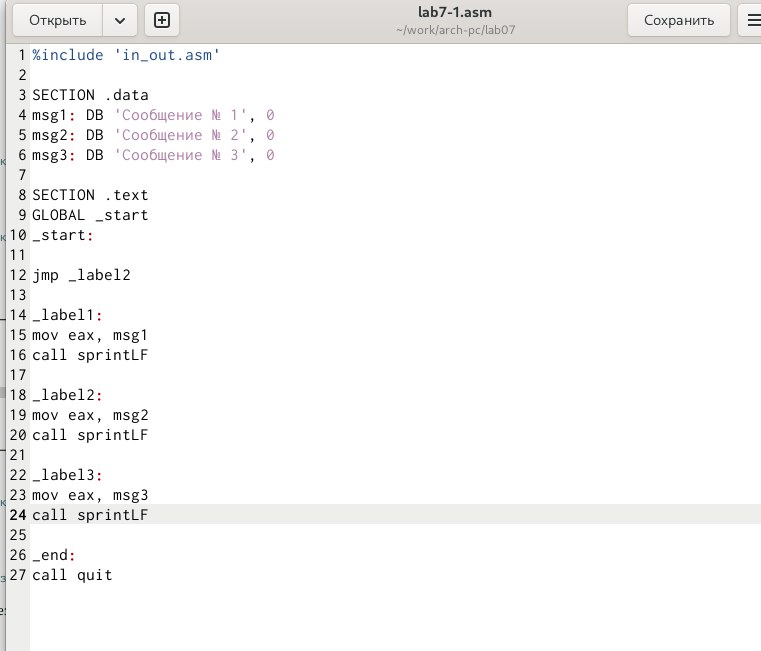 Открыть
lab7-1.asm
~/work/arch-pc/lab07
Сохранить
1 %include 'in_out.asm'
2
3 SECTION .data
4 msg1: DB 'Сообщение № 1', 0
5 msg2: DB 'Сообщение № 2', 0
6 msg3: DB 'Сообщение № 3', 0
7
8 SECTION .text
9 GLOBAL _start
10 _start:
11
12 jmp _label2
13
14 _label1:
15 mov eax, msg1
16 call sprintLF
17
18 _label2:
19 mov eax, msg2
20 call sprintLF
21
22 _label3:
23 mov eax, msg3
24 call sprintLF
25
26 _end:
27 call quit